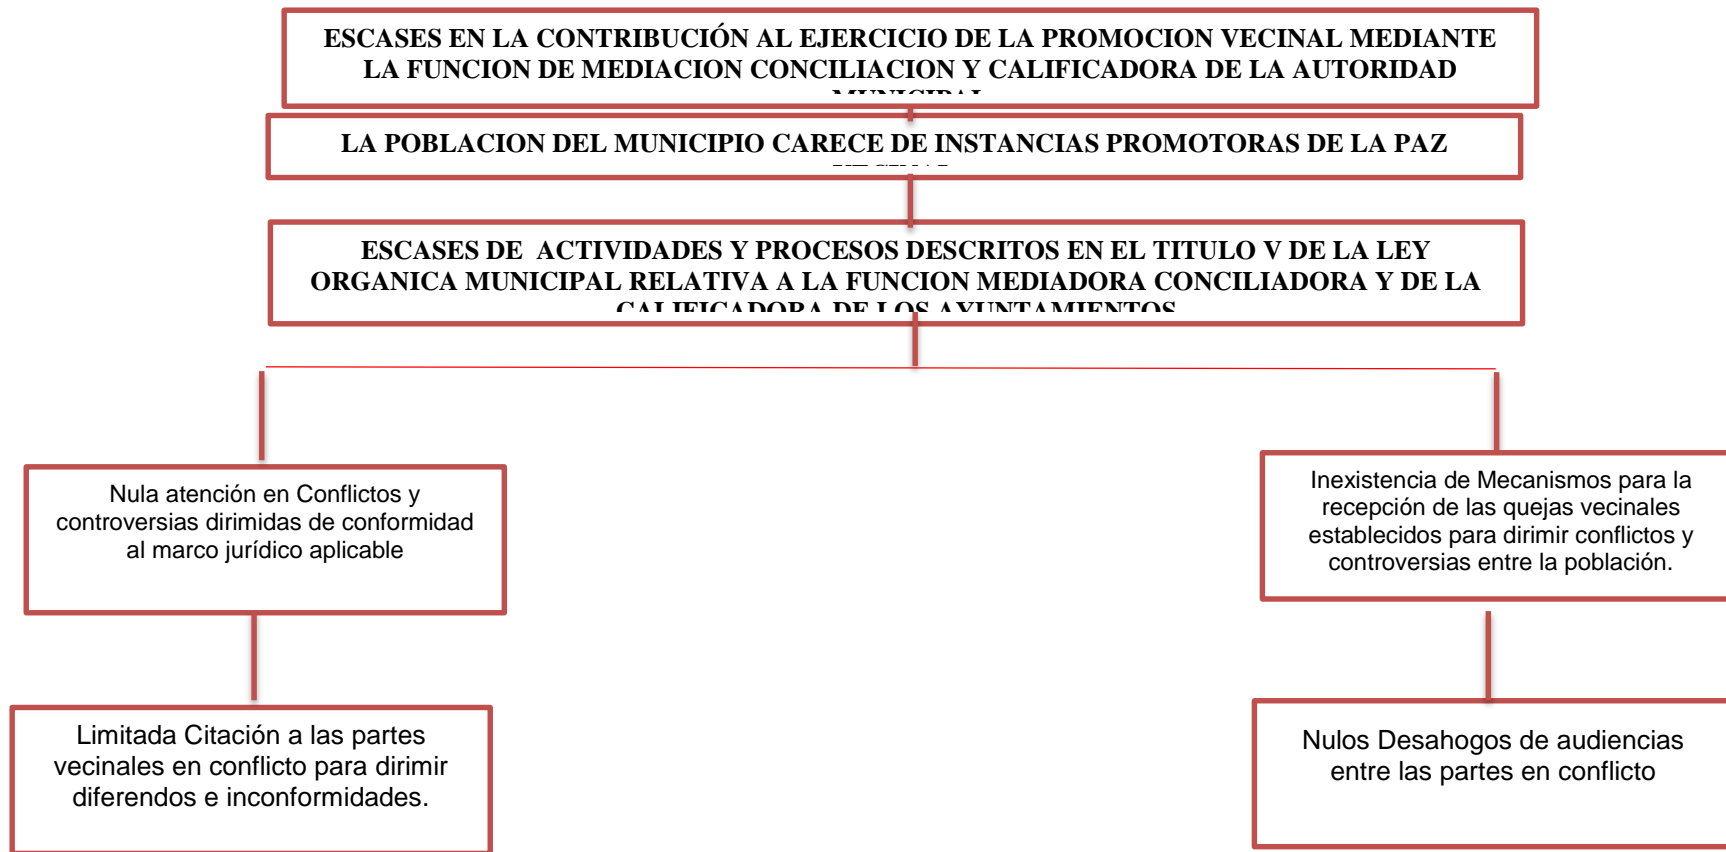 ESCASES EN LA CONTRIBUCIÓN AL EJERCICIO DE LA PROMOCION VECINAL MEDIANTE
LA FUNCION DE MEDIACION CONCILIACION Y CALIFICADORA DE LA AUTORIDAD
MUNICIPAL
LA POBLACION DEL MUNICIPIO CARECE DE INSTANCIAS PROMOTORAS DE LA PAZ
ESCASES DE  ACTIVIDADES Y PROCESOS DESCRITOS EN EL TITULO V DE LA LEY
ORGANICA MUNICIPAL RELATIVA A LA FUNCION MEDIADORA CONCILIADORA Y DE LA
CALIFICADORA DE LOS AYUNTAMIENTOS
Nula atención en Conflictos y
controversias dirimidas de conformidad
al marco jurídico aplicable
Inexistencia de Mecanismos para la
recepción de las quejas vecinales
establecidos para dirimir conflictos y
controversias entre la población.
Limitada Citación a las partes
vecinales en conflicto para dirimir
diferendos e inconformidades.
Nulos Desahogos de audiencias
entre las partes en conflicto